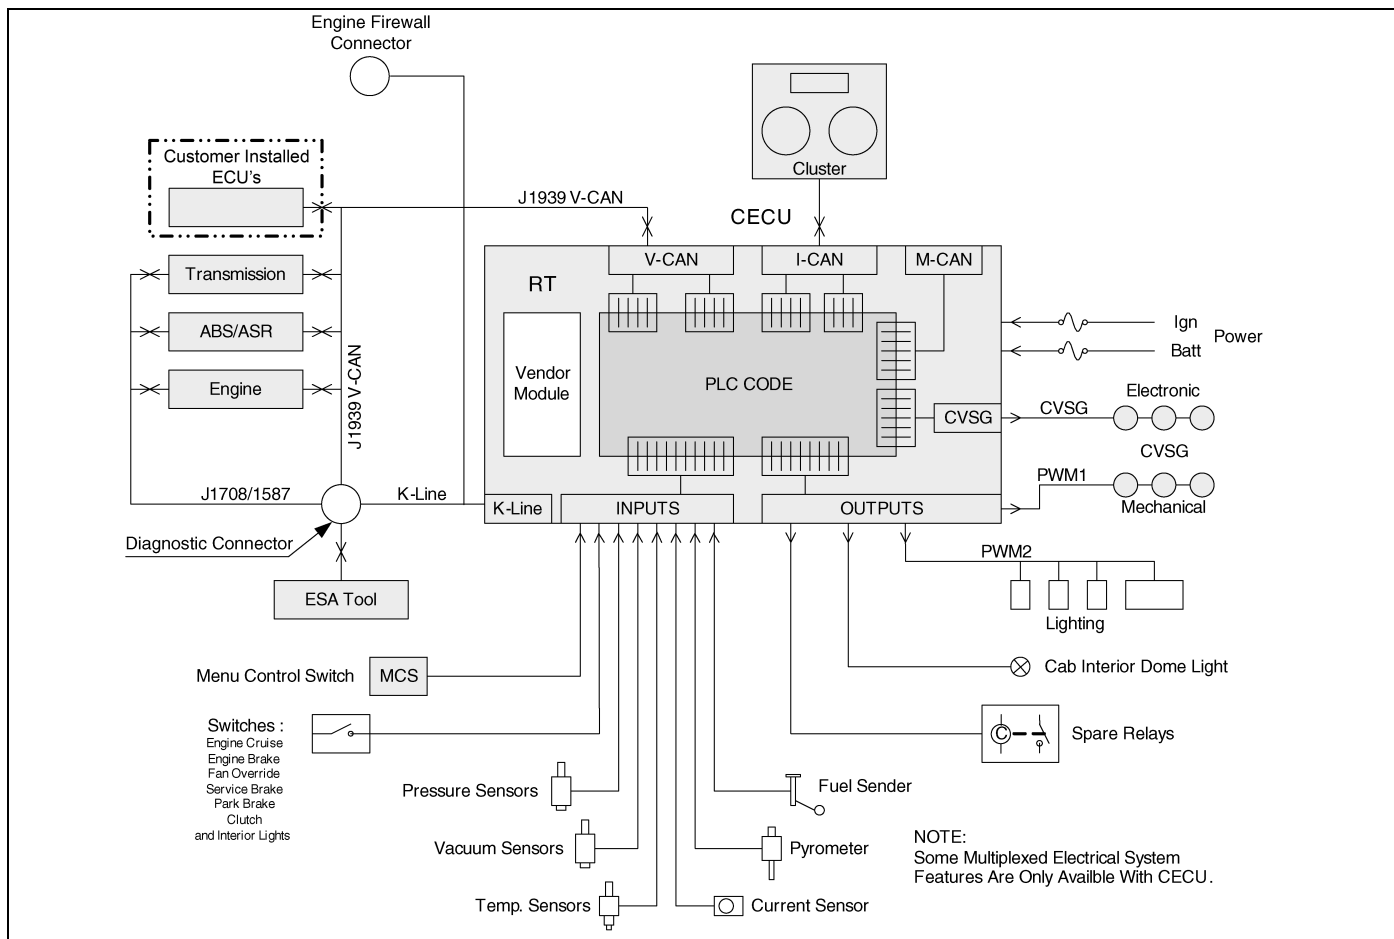 Engine Firewall
Connector
Customer Installed
ECU's
Transmission
ABS/ASR
Engine
J1939 V-CAN
J1939 V-CAN
J1708/1587
K-Line
Diagnostic Connector
ESA Tool
Cluster
CECU
V-CAN
I-CAN
M-CAN
RT
Vendor
Module
PLC CODE
CVSG
K-Line
INPUTS
OUTPUTS
Ign
Batt
Power
CVSG
Electronic
CVSG
PWM1
Mechanical
PWM2
Lighting
Cab Interior Dome Light
C
Spare Relays
Menu Control Switch
MCS
Switches :
Engine Cruise
Engine Brake
Fan Override
Service Brake
Park Brake
Clutch
and Interior Lights
Pressure Sensors
Vacuum Sensors
Temp. Sensors
Fuel Sender
Pyrometer
Current Sensor
NOTE:
Some Multiplexed Electrical System
Features Are Only Availble With CECU.